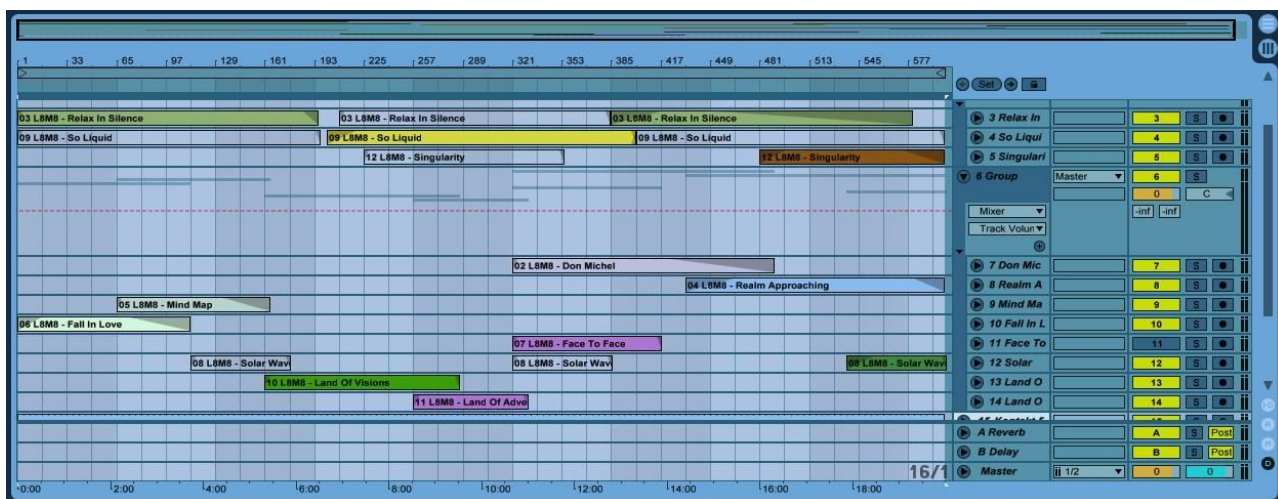 1 33 65 97 129 161 193 225 257 289 321 353 385 417 449 481 513 545 577
Set
03 L8M8 - Relax In Silence 03 L8M8 - Relax In Silence 03 L8M8 - Relax In Silence 3 Relax In 3 S
09 L8M8 - So Liquid 09 L8M8 - So Liquid 09 L8M8 - So Liquid 4 So Liqui 4 S
12 L8M8 - Singularity 12 L8M8 - Singularity 5 Singulari 5 S
6 Group Master 6 S
0 C
Mixer -inf -inf
Track Volun
02 L8M8 - Don Michel 7 Don Mic 7 S
04 L8M8 - Realm Approaching 8 Realm A 8 S
05 L8M8 - Mind Map 9 Mind Ma 9 S
06 L8M8 - Fall In Love 10 Fall In L 10 S
07 L8M8 - Face To Face 11 Face To 11 S
08 L8M8 - Solar Wav 08 L8M8 - Solar Wav 08 L8M8 - Solar Wav 12 Solar 12 S
10 L8M8 - Land Of Visions 13 Land O 13 S
11 L8M8 - Land Of Adve 14 Land O 14 S
A Reverb A S Post
B Delay B S Post
16/1 Master 1/2 0 0
0:00 2:00 4:00 6:00 8:00 10:00 12:00 14:00 16:00 18:00